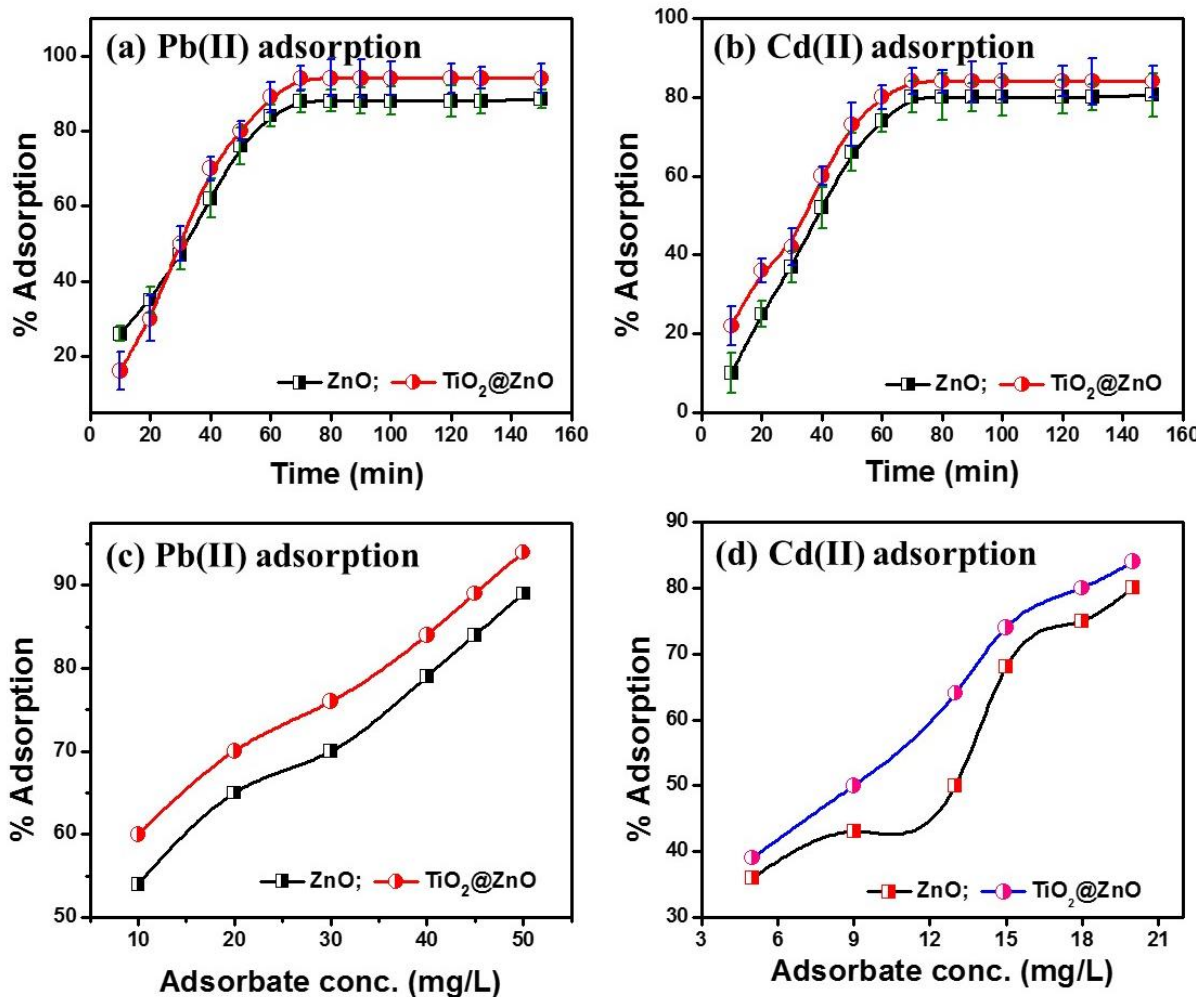 (a) Pb(II) adsorption
% Adsorption
100
80
60
40
20
ZnO; TiO₂@ZnO
0 20 40 60 80 100 120 140 160
Time (min)
(b) Cd(II) adsorption
% Adsorption
100
80
60
40
20
0
ZnO; TiO₂@ZnO
0 20 40 60 80 100 120 140 160
Time (min)
(c) Pb(II) adsorption
% Adsorption
90
80
70
60
50
ZnO; TiO₂@ZnO
10 20 30 40 50
Adsorbate conc. (mg/L)
(d) Cd(II) adsorption
% Adsorption
90
80
70
60
50
40
30
ZnO; TiO₂@ZnO
3 6 9 12 15 18 21
Adsorbate conc. (mg/L)